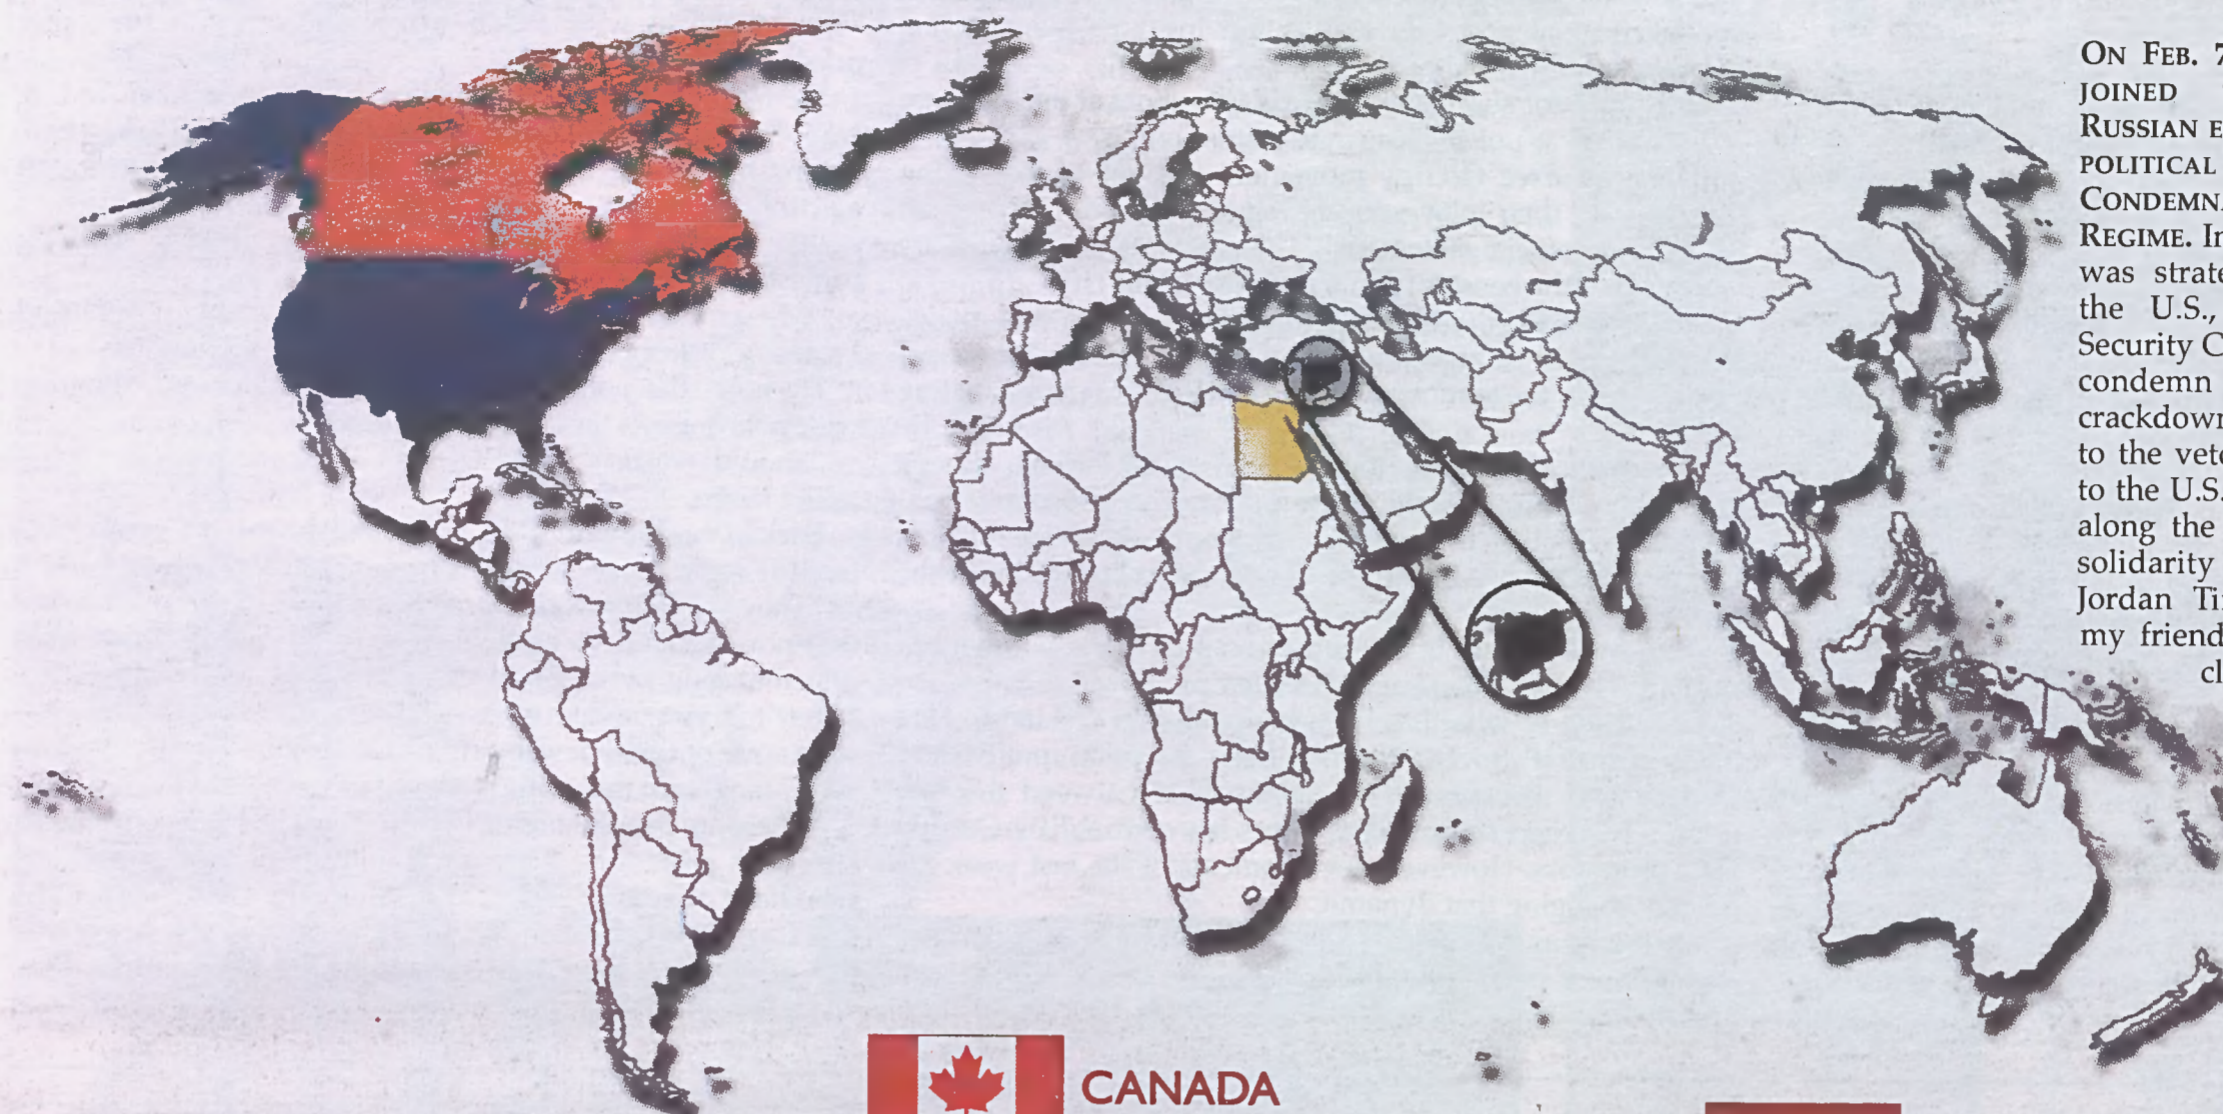 ON FEB. 7
JOINED
RUSSIAN E
POLITICAL
CONDEMNA
REGIME. In
was strate
the U.S.,
Security C
condemn
crackdown
to the veto
to the U.S.
along the
solidarity
Jordan Ti
my friend
cl
CANADA